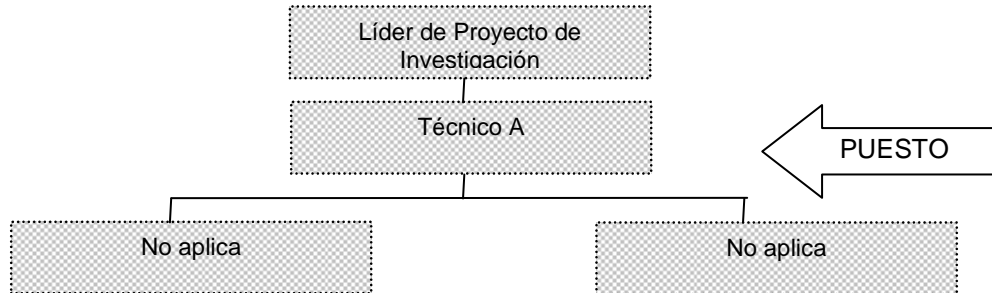 Líder de Proyecto de
Investigación
Técnico A
PUESTO
No aplica
No aplica